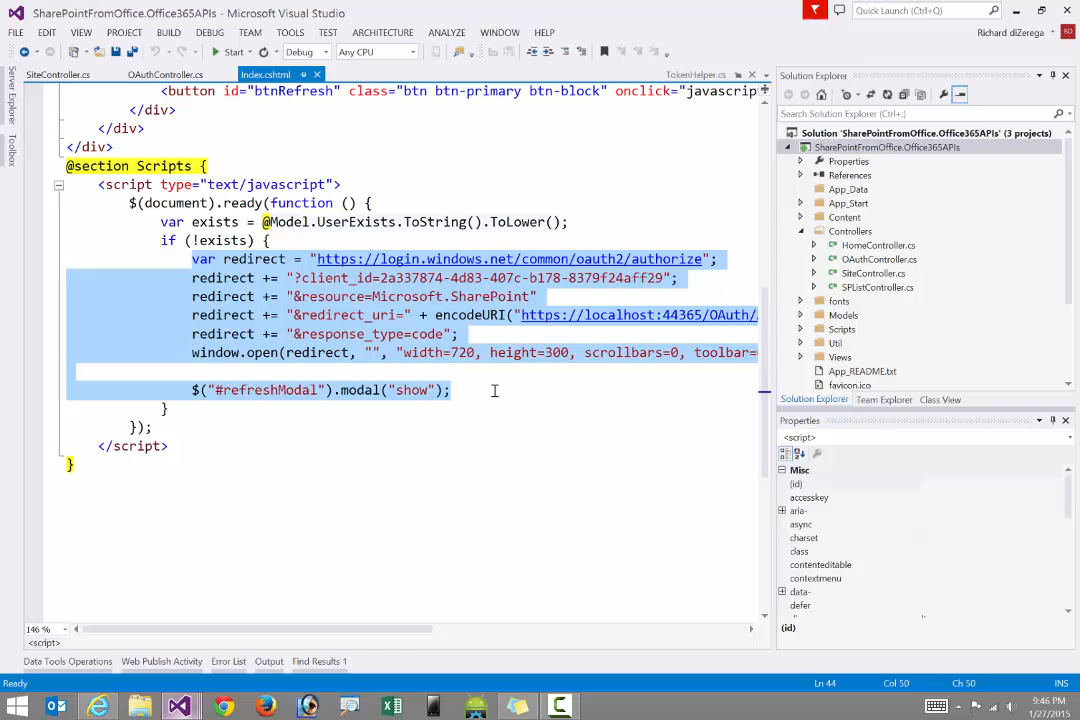 SharePointFromOffice.Office365APIs - Microsoft Visual Studio
Quick Launch (Ctrl+Q)
FILE EDIT VIEW PROJECT BUILD DEBUG TEAM TOOLS TEST ARCHITECTURE ANALYZE WINDOW HELP
Richard diZerega RD
Start Debug Any CPU
Server Explorer
Toolbox
SiteController.cs OAuthController.cs Index.cshtml TokenHelper.cs
<button id="btnRefresh" class="btn btn-primary btn-block" onclick="javascript
</div>
</div>
</div>
@section Scripts {
<script type="text/javascript">
$(document).ready(function () {
var exists = @Model.UserExists.ToString().ToLower();
if (!exists) {
var redirect = "https://login.windows.net/common/oauth2/authorize";
redirect += "?client_id=2a337874-4d83-407c-b178-8379f24aff29";
redirect += "&resource=Microsoft.SharePoint"
redirect += "&redirect_uri=" + encodeURI("https://localhost:44365/OAuth/
redirect += "&response_type=code";
window.open(redirect, "", "width=720, height=300, scrollbars=0, toolbar=
$("#refreshModal").modal("show");
}
});
</script>
}
146 %
<script>
Solution Explorer
Search Solution Explorer (Ctrl+;)
Solution 'SharePointFromOffice.Office365APIs' (3 projects)
SharePointFromOffice.Office365APIs
Properties
References
App_Data
App_Start
Content
Controllers
HomeController.cs
OAuthController.cs
SiteController.cs
SPListController.cs
fonts
Models
Scripts
Util
Views
App_README.txt
favicon.ico
Solution Explorer Team Explorer Class View
Properties
<script>
Misc
(id)
accesskey
aria-
async
charset
class
contenteditable
contextmenu
data-
defer
(id)
Data Tools Operations Web Publish Activity Error List Output Find Results 1
Ready Ln 44 Col 50 Ch 50 INS
9:46 PM
1/27/2015